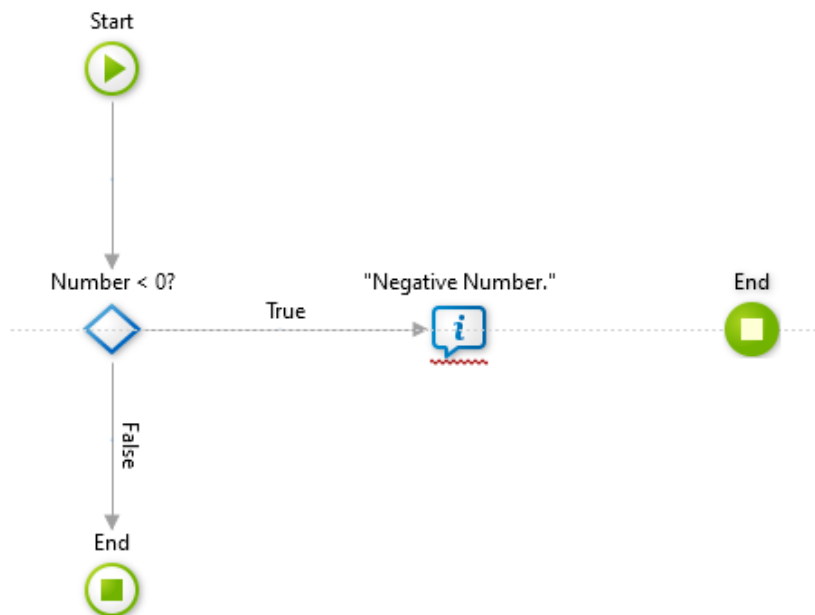 Start
Number < 0?
True
"Negative Number."
End
False
End